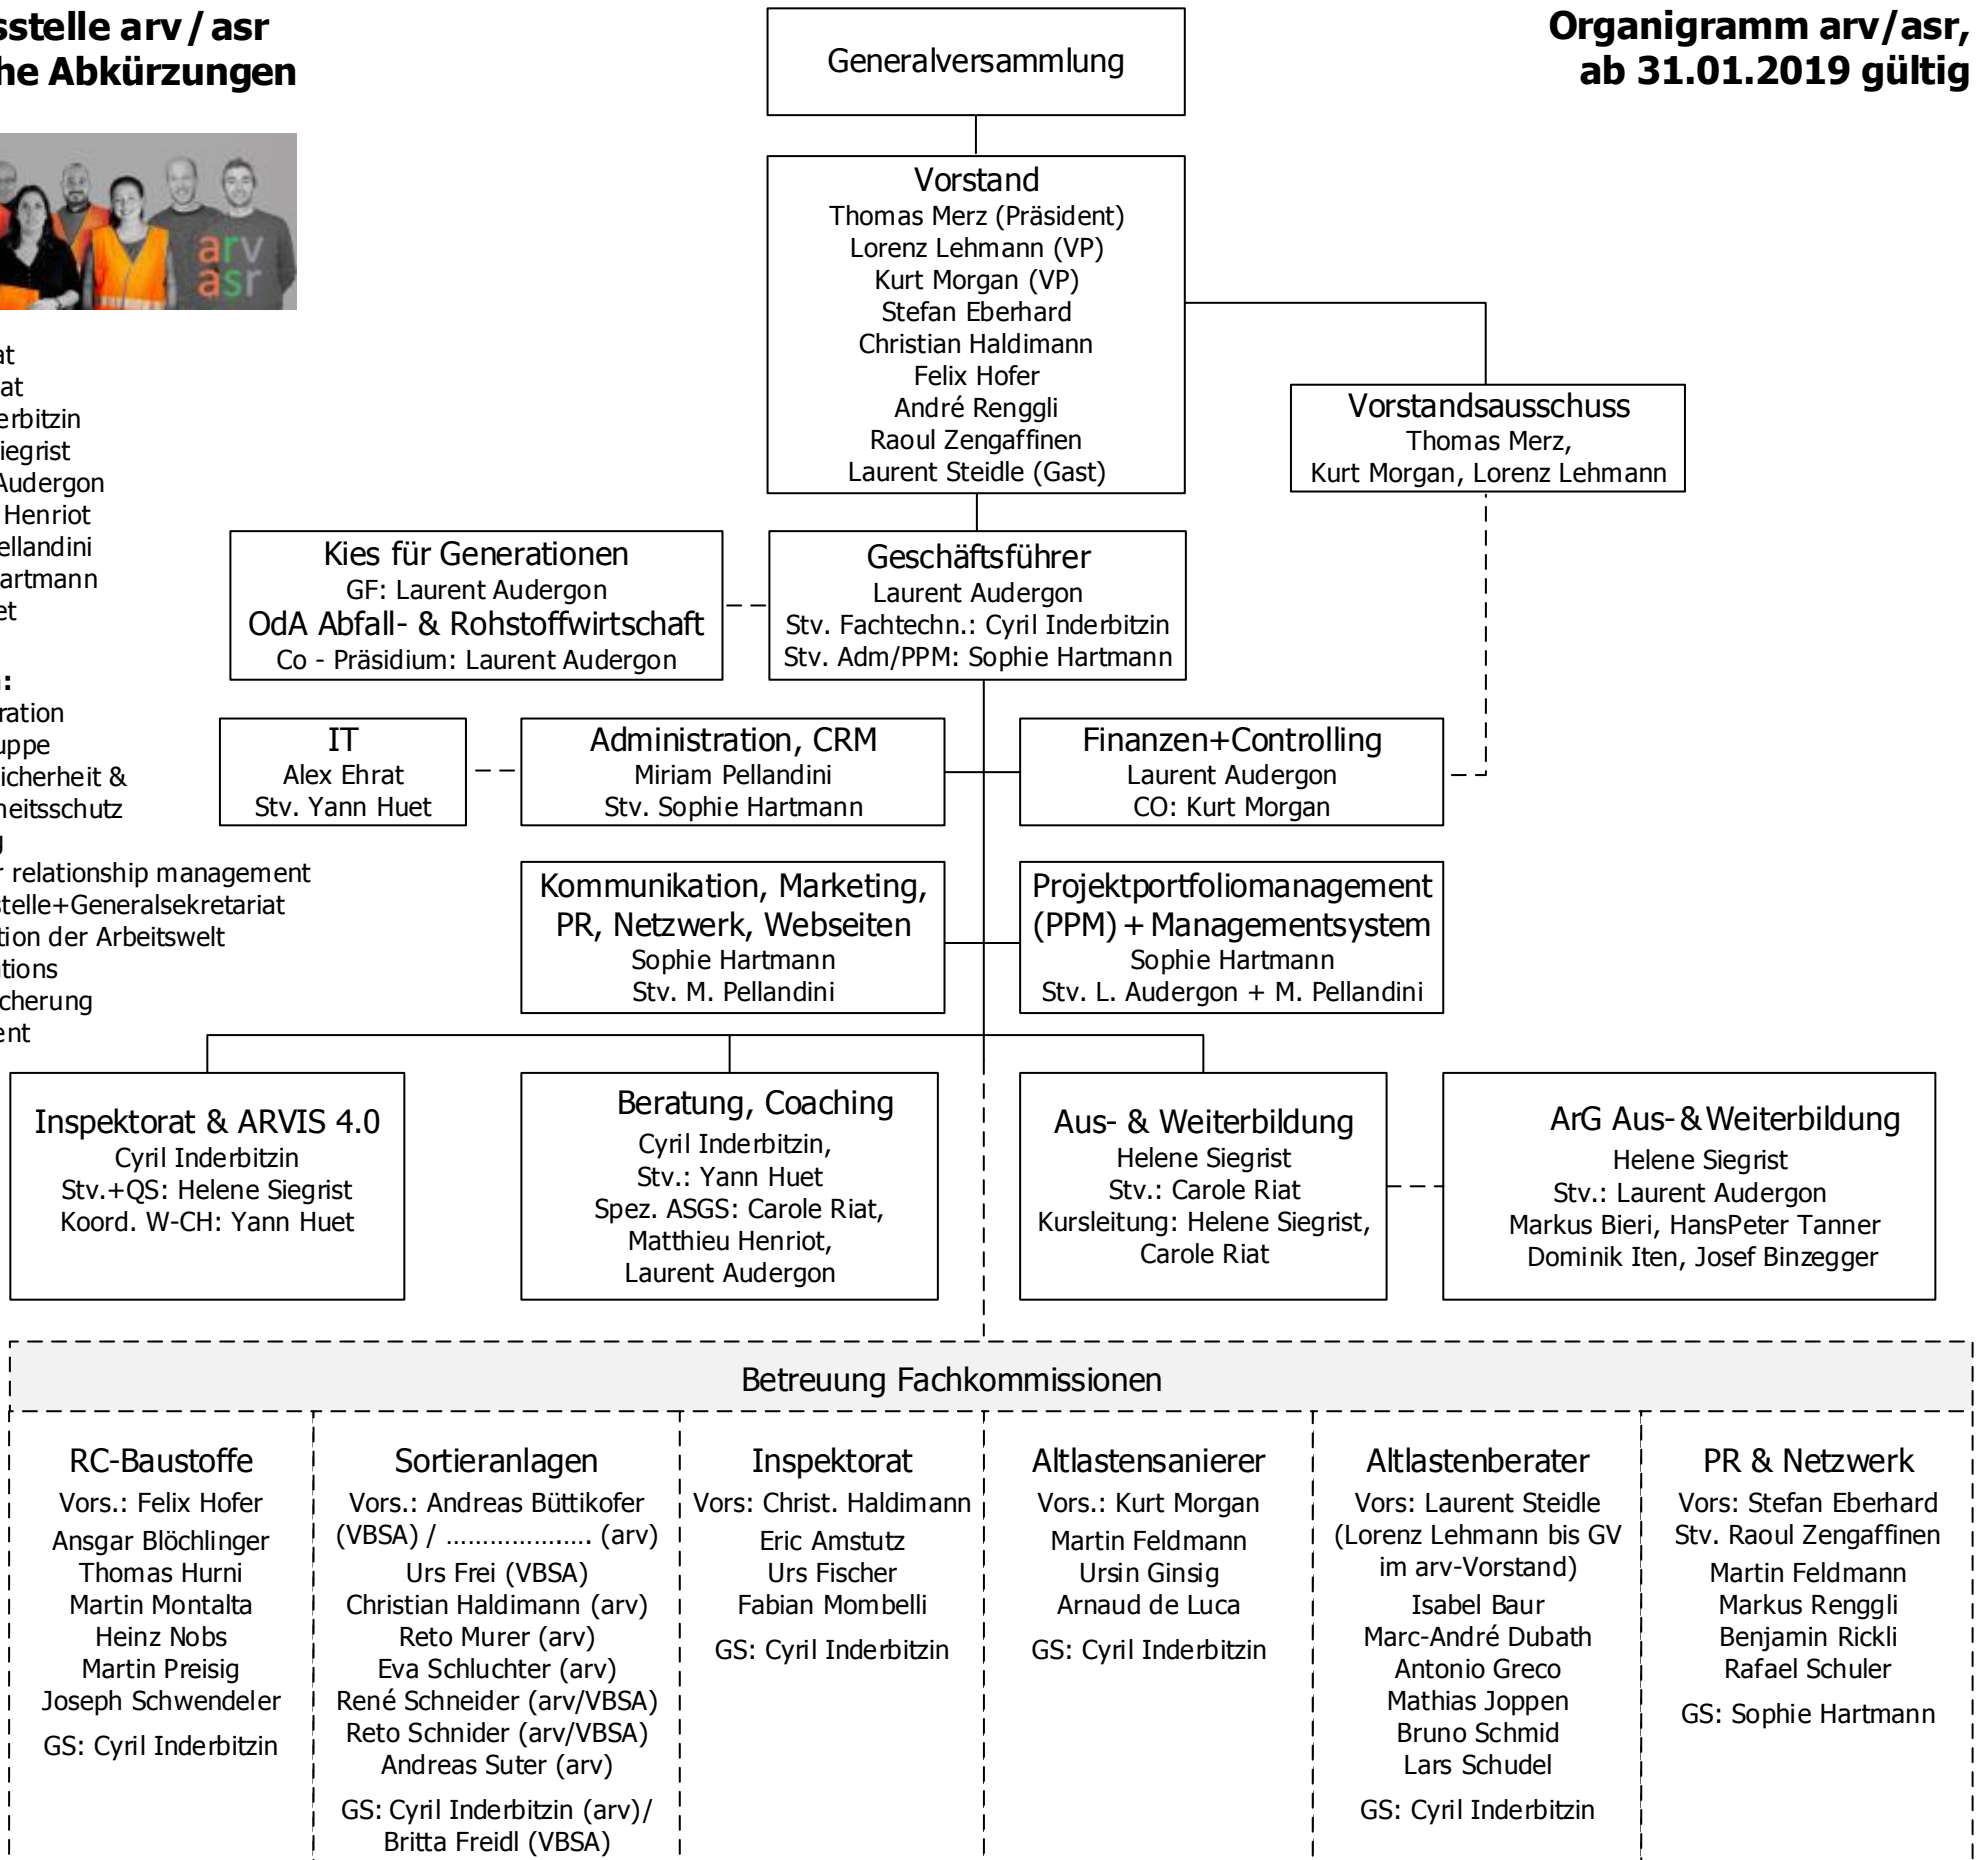 sstelle arv / asr
he Abkürzungen
Organigramm arv/asr,
ab 31.01.2019 gültig
arv
asr
at
at
erbitzin
iegrist
Audergon
Henriot
ellandini
artmann
et
:
ration
uppe
icherheit &
heitsschutz
g
r relationship management
stelle+Generalsekretariat
tion der Arbeitswelt
ations
cherung
ent
Generalversammlung
Vorstand
Thomas Merz (Präsident)
Lorenz Lehmann (VP)
Kurt Morgan (VP)
Stefan Eberhard
Christian Haldimann
Felix Hofer
André Renggli
Raoul Zengaffinen
Laurent Steidle (Gast)
Vorstandsausschuss
Thomas Merz,
Kurt Morgan, Lorenz Lehmann
Kies für Generationen
GF: Laurent Audergon
OdA Abfall- & Rohstoffwirtschaft
Co - Präsidium: Laurent Audergon
Geschäftsführer
Laurent Audergon
Stv. Fachtechn.: Cyril Inderbitzin
Stv. Adm/PPM: Sophie Hartmann
IT
Alex Ehrat
Stv. Yann Huet
Administration, CRM
Miriam Pellandini
Stv. Sophie Hartmann
Finanzen+Controlling
Laurent Audergon
CO: Kurt Morgan
Kommunikation, Marketing,
PR, Netzwerk, Webseiten
Sophie Hartmann
Stv. M. Pellandini
Projektportfoliomanagement
(PPM) + Managementsystem
Sophie Hartmann
Stv. L. Audergon + M. Pellandini
Inspektorat & ARVIS 4.0
Cyril Inderbitzin
Stv.+QS: Helene Siegrist
Koord. W-CH: Yann Huet
Beratung, Coaching
Cyril Inderbitzin,
Stv.: Yann Huet
Spez. ASGS: Carole Riat,
Matthieu Henriot,
Laurent Audergon
Aus- & Weiterbildung
Helene Siegrist
Stv.: Carole Riat
Kursleitung: Helene Siegrist,
Carole Riat
ArG Aus- & Weiterbildung
Helene Siegrist
Stv.: Laurent Audergon
Markus Bieri, HansPeter Tanner
Dominik Iten, Josef Binzegger
Betreuung Fachkommissionen
RC-Baustoffe
Vors.: Felix Hofer
Ansgar Blöchlinger
Thomas Hurni
Martin Montalta
Heinz Nobs
Martin Preisig
Joseph Schwendeler
GS: Cyril Inderbitzin
Sortieranlagen
Vors.: Andreas Büttikofer
(VBSA) / .................... (arv)
Urs Frei (VBSA)
Christian Haldimann (arv)
Reto Murer (arv)
Eva Schluchter (arv)
René Schneider (arv/VBSA)
Reto Schnider (arv/VBSA)
Andreas Suter (arv)
GS: Cyril Inderbitzin (arv)/
Britta Freidl (VBSA)
Inspektorat
Vors: Christ. Haldimann
Eric Amstutz
Urs Fischer
Fabian Mombelli
GS: Cyril Inderbitzin
Altlastensanierer
Vors.: Kurt Morgan
Martin Feldmann
Ursin Ginsig
Arnaud de Luca
GS: Cyril Inderbitzin
Altlastenberater
Vors: Laurent Steidle
(Lorenz Lehmann bis GV
im arv-Vorstand)
Isabel Baur
Marc-André Dubath
Antonio Greco
Mathias Joppen
Bruno Schmid
Lars Schudel
GS: Cyril Inderbitzin
PR & Netzwerk
Vors: Stefan Eberhard
Stv. Raoul Zengaffinen
Martin Feldmann
Markus Renggli
Benjamin Rickli
Rafael Schuler
GS: Sophie Hartmann